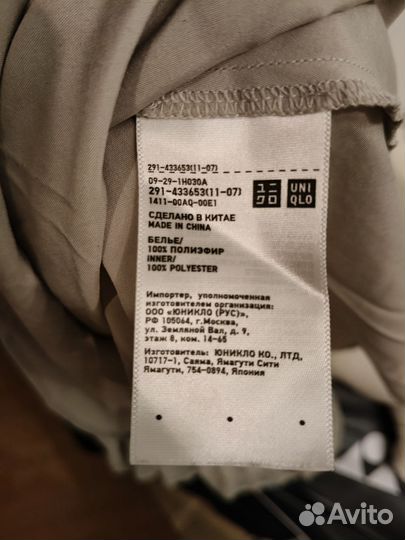 291-433653(11-07)
09-29-1H030A
291-433653(11-07)
1411-00AQ-00E1
ユニ
クロ
UNI
QLO
СДЕЛАНО В КИТАЕ
MADE IN CHINA
БЕЛЬЕ/
100% ПОЛИЭФИР
INNER/
100% POLYESTER
Импортер, уполномоченная
изготовителем организация:
ООО «ЮНИКЛО (РУС)»,
РФ 105064, г.Москва,
ул. Земляной Вал, д. 9,
этаж 8, ком. 14-65
Изготовитель: ЮНИКЛО КО., ЛТД,
10717-1, Саяма, Ямагути Сити
Ямагути, 754-0894, Япония
Avito